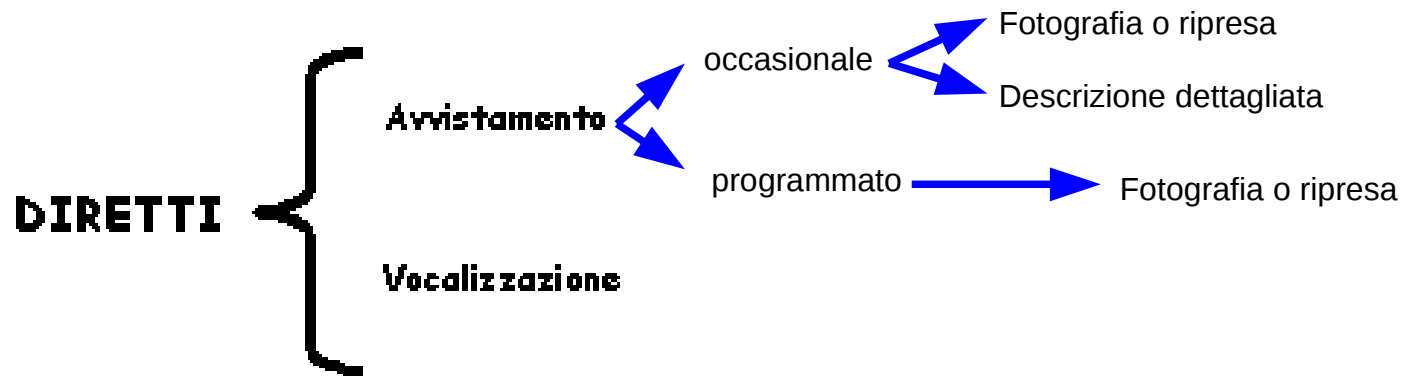 DIRETTI
Avvistamento
occasionale
Fotografia o ripresa
Descrizione dettagliata
programmato
Fotografia o ripresa
Vocalizzazione